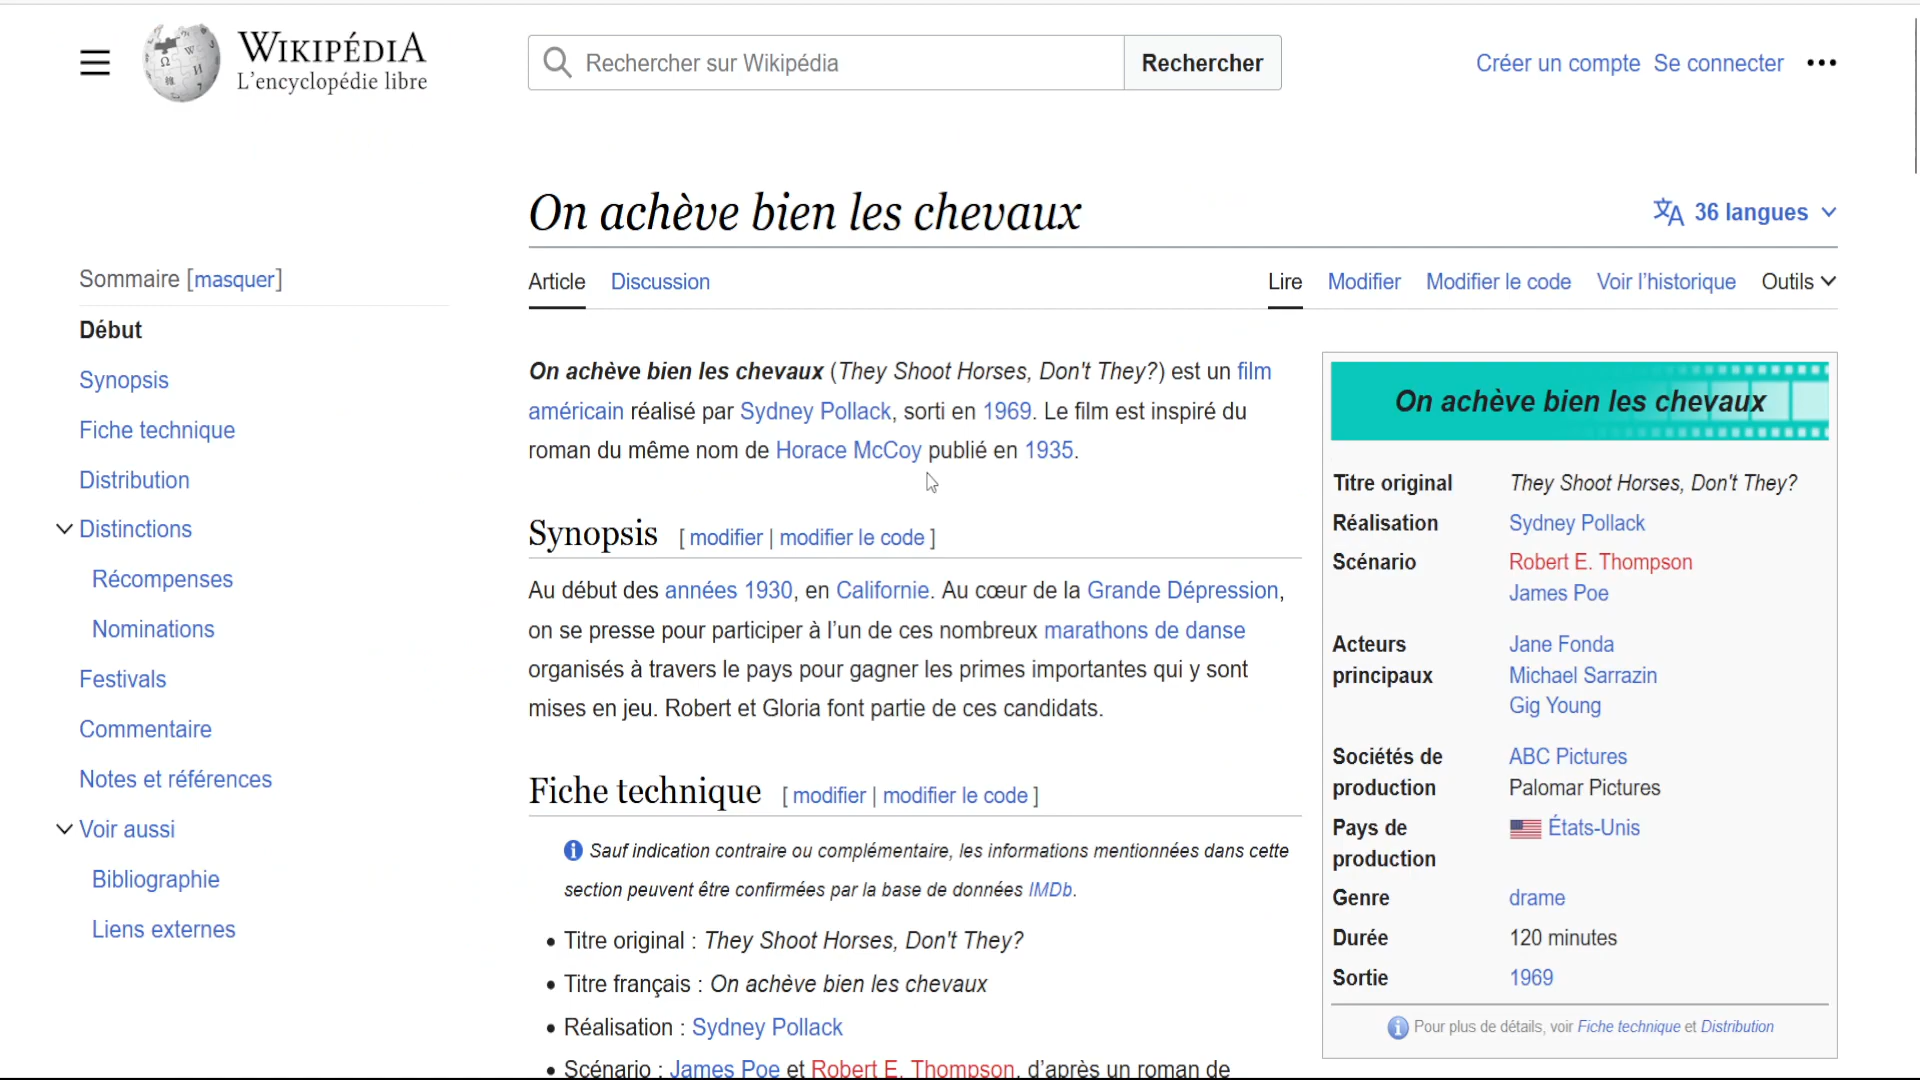 WIKIPÉDIA
L'encyclopédie libre
Rechercher sur Wikipédia
Rechercher
Créer un compte Se connecter
On achève bien les chevaux
36 langues
Article Discussion
Lire Modifier Modifier le code Voir l'historique Outils
Sommaire [masquer]
Début
Synopsis
Fiche technique
Distribution
Distinctions
Récompenses
Nominations
Festivals
Commentaire
Notes et références
Voir aussi
Bibliographie
Liens externes
On achève bien les chevaux (They Shoot Horses, Don't They?) est un film
américain réalisé par Sydney Pollack, sorti en 1969. Le film est inspiré du
roman du même nom de Horace McCoy publié en 1935.
Synopsis [ modifier | modifier le code ]
Au début des années 1930, en Californie. Au cœur de la Grande Dépression,
on se presse pour participer à l'un de ces nombreux marathons de danse
organisés à travers le pays pour gagner les primes importantes qui y sont
mises en jeu. Robert et Gloria font partie de ces candidats.
Fiche technique [ modifier | modifier le code ]
Sauf indication contraire ou complémentaire, les informations mentionnées dans cette
section peuvent être confirmées par la base de données IMDb.
• Titre original : They Shoot Horses, Don't They?
• Titre français : On achève bien les chevaux
• Réalisation : Sydney Pollack
• Scénario : James Poe et Robert E. Thompson, d'après un roman de
On achève bien les chevaux
Titre original They Shoot Horses, Don't They?
Réalisation Sydney Pollack
Scénario Robert E. Thompson
James Poe
Acteurs Jane Fonda
principaux Michael Sarrazin
Gig Young
Sociétés de ABC Pictures
production Palomar Pictures
Pays de États-Unis
production
Genre drame
Durée 120 minutes
Sortie 1969
Pour plus de détails, voir Fiche technique et Distribution